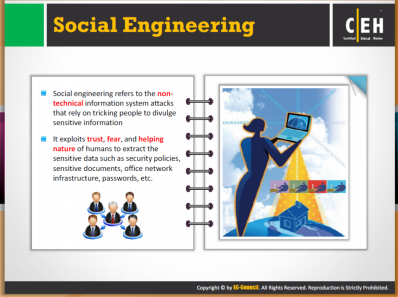 Social Engineering
C|EH
Certified Ethical Hacker
Social engineering refers to the non-
technical information system attacks
that rely on tricking people to divulge
sensitive information
It exploits trust, fear, and helping
nature of humans to extract the
sensitive data such as security policies,
sensitive documents, office network
infrastructure, passwords, etc.
Copyright © by EC-Council. All Rights Reserved. Reproduction is Strictly Prohibited.